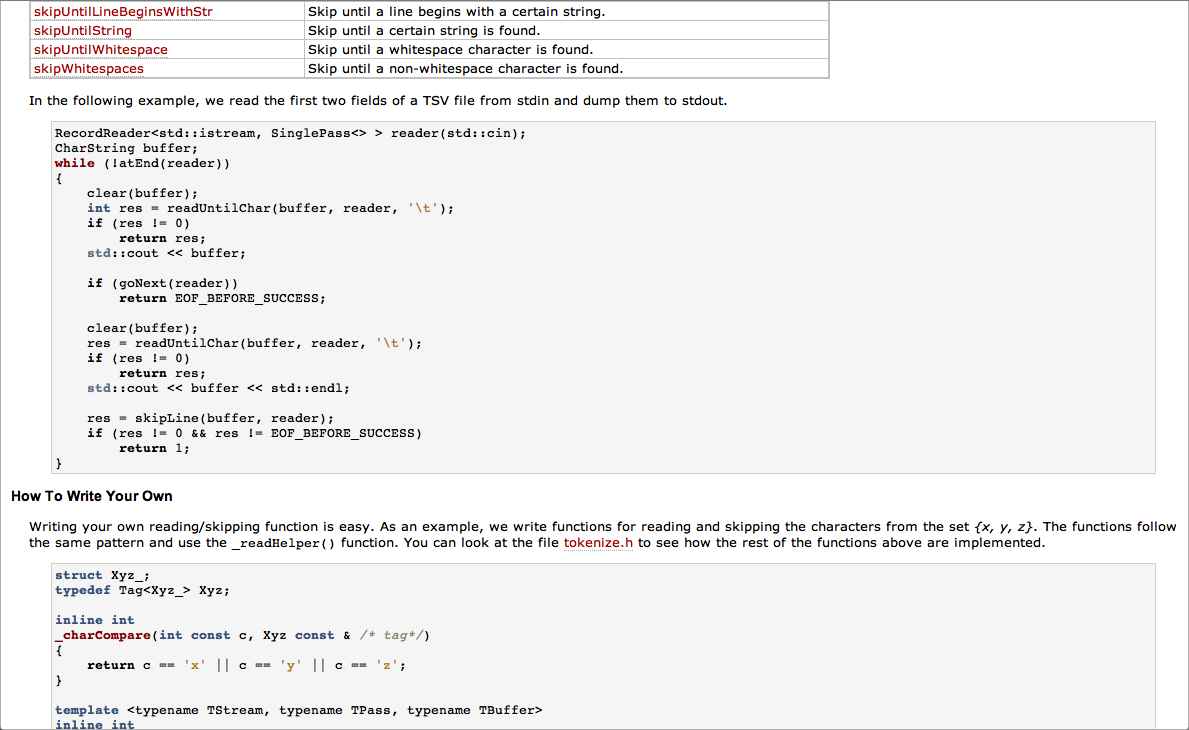 skipUntilLineBeginsWithStr Skip until a line begins with a certain string.
skipUntilString Skip until a certain string is found.
skipUntilWhitespace Skip until a whitespace character is found.
skipWhitespaces Skip until a non-whitespace character is found.
In the following example, we read the first two fields of a TSV file from stdin and dump them to stdout.
RecordReader<std::istream, SinglePass<> > reader(std::cin);
CharString buffer;
while (!atEnd(reader))
{
    clear(buffer);
    int res = readUntilChar(buffer, reader, '\t');
    if (res != 0)
        return res;
    std::cout << buffer;

    if (goNext(reader))
        return EOF_BEFORE_SUCCESS;

    clear(buffer);
    res = readUntilChar(buffer, reader, '\t');
    if (res != 0)
        return res;
    std::cout << buffer << std::endl;

    res = skipLine(buffer, reader);
    if (res != 0 && res != EOF_BEFORE_SUCCESS)
        return 1;
}
How To Write Your Own
Writing your own reading/skipping function is easy. As an example, we write functions for reading and skipping the characters from the set {x, y, z}. The functions follow
the same pattern and use the _readHelper() function. You can look at the file tokenize.h to see how the rest of the functions above are implemented.
struct Xyz_;
typedef Tag<Xyz_> Xyz;

inline int
_charCompare(int const c, Xyz const & /* tag*/)
{
    return c == 'x' || c == 'y' || c == 'z';
}

template <typename TStream, typename TPass, typename TBuffer>
inline int